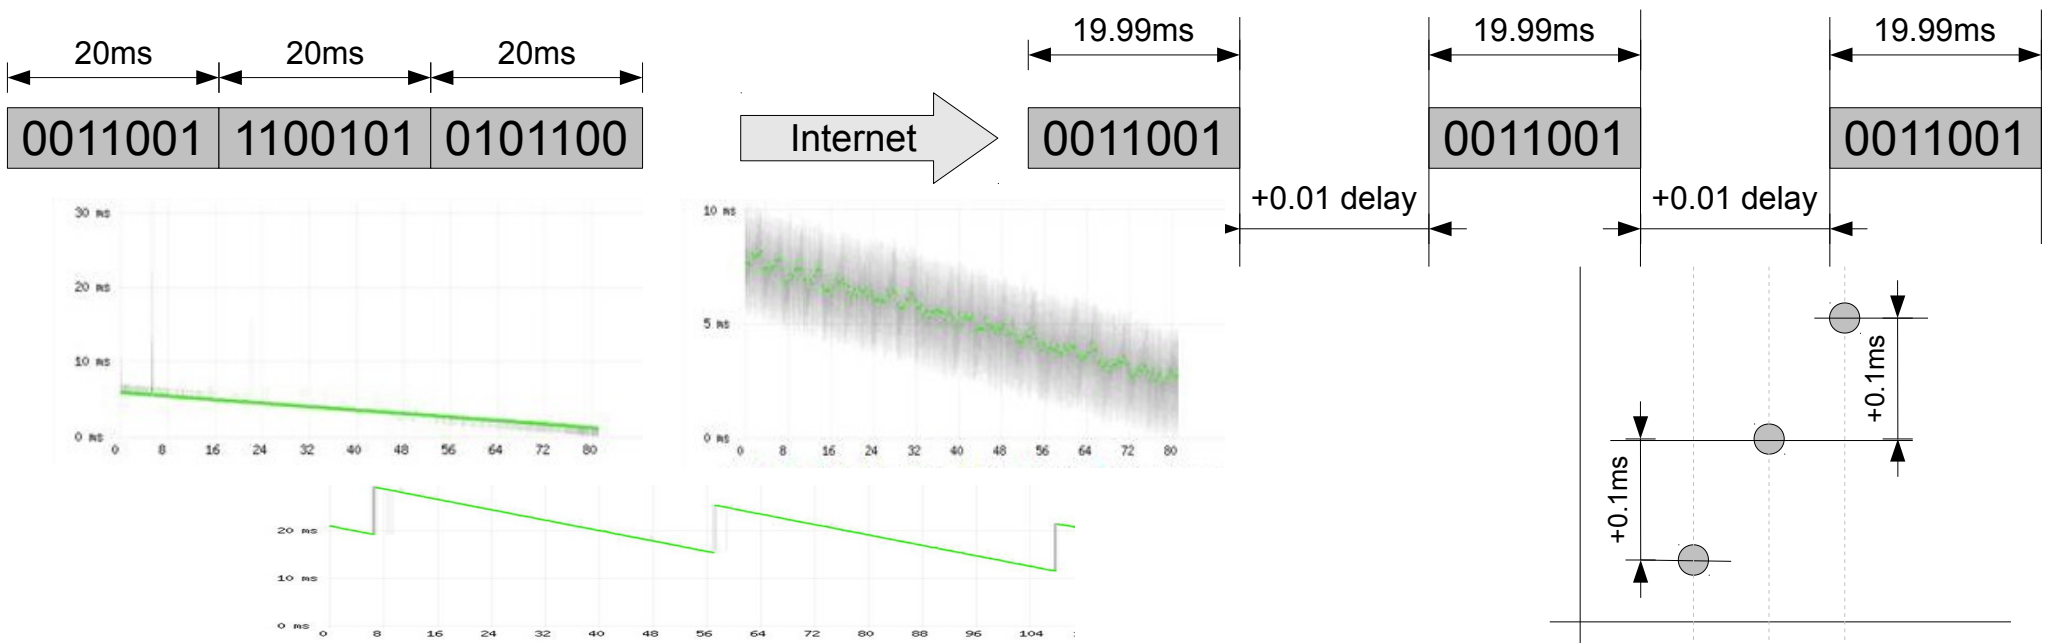 20ms 20ms 20ms
19.99ms 19.99ms 19.99ms
0011001 1100101 0101100
Internet
0011001 0011001 0011001
+0.01 delay +0.01 delay
30 ms
20 ms
10 ms
0 ms
0 8 16 24 32 40 48 56 64 72 80
10 ms
5 ms
0 ms
0 8 16 24 32 40 48 56 64 72 80
20 ms
10 ms
0 ms
0 8 16 24 32 40 48 56 64 72 80 88 96 104
+0.1ms
+0.1ms